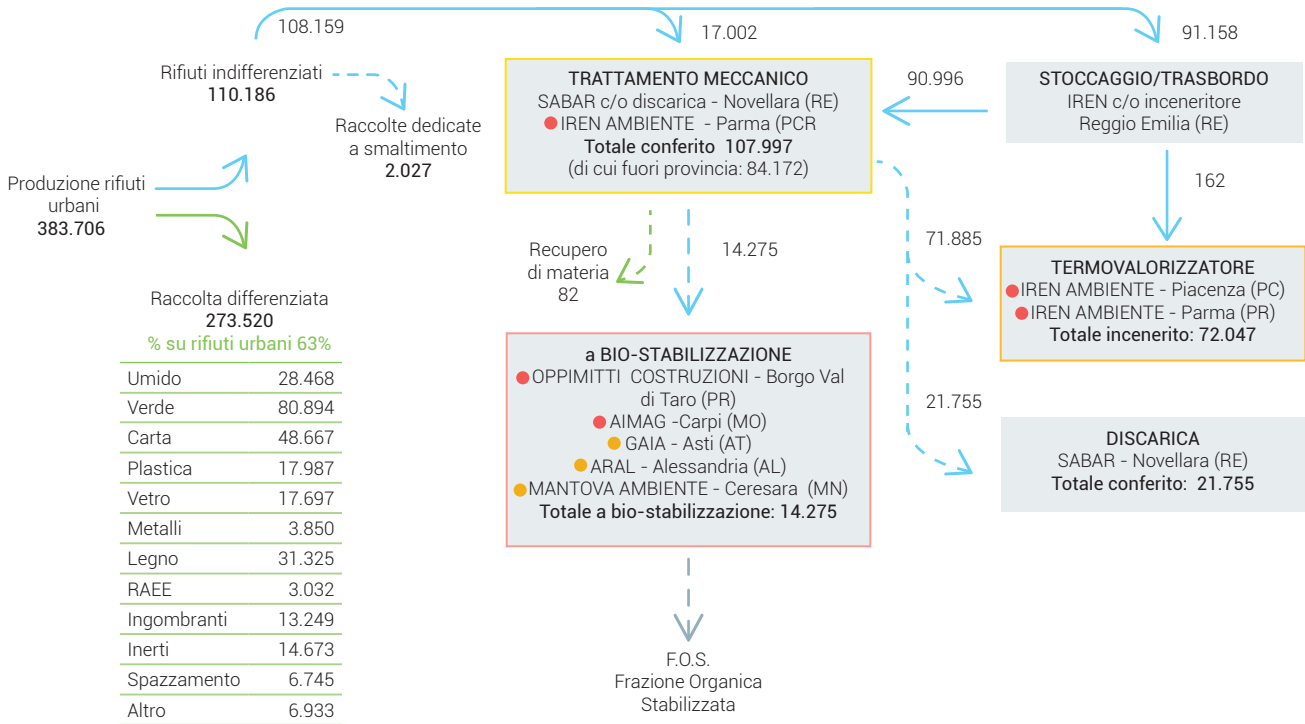 108.159
17.002
91.158
Rifiuti indifferenziati
110.186
Raccolte dedicate
a smaltimento
2.027
Produzione rifiuti
urbani
383.706
TRATTAMENTO MECCANICO
SABAR c/o discarica - Novellara (RE)
IREN AMBIENTE - Parma (PCR
Totale conferito 107.997
(di cui fuori provincia: 84.172)
90.996
STOCCAGGIO/TRASBORDO
IREN c/o inceneritore
Reggio Emilia (RE)
162
Recupero
di materia
82
14.275
71.885
TERMOVALORIZZATORE
IREN AMBIENTE - Piacenza (PC)
IREN AMBIENTE - Parma (PR)
Totale incenerito: 72.047
Raccolta differenziata
273.520
% su rifiuti urbani 63%
Umido 28.468
Verde 80.894
Carta 48.667
Plastica 17.987
Vetro 17.697
Metalli 3.850
Legno 31.325
RAEE 3.032
Ingombranti 13.249
Inerti 14.673
Spazzamento 6.745
Altro 6.933
a BIO-STABILIZZAZIONE
OPPIMITTI COSTRUZIONI - Borgo Val
di Taro (PR)
AIMAG -Carpi (MO)
GAIA - Asti (AT)
ARAL - Alessandria (AL)
MANTOVA AMBIENTE - Ceresara (MN)
Totale a bio-stabilizzazione: 14.275
21.755
DISCARICA
SABAR - Novellara (RE)
Totale conferito: 21.755
F.O.S.
Frazione Organica
Stabilizzata